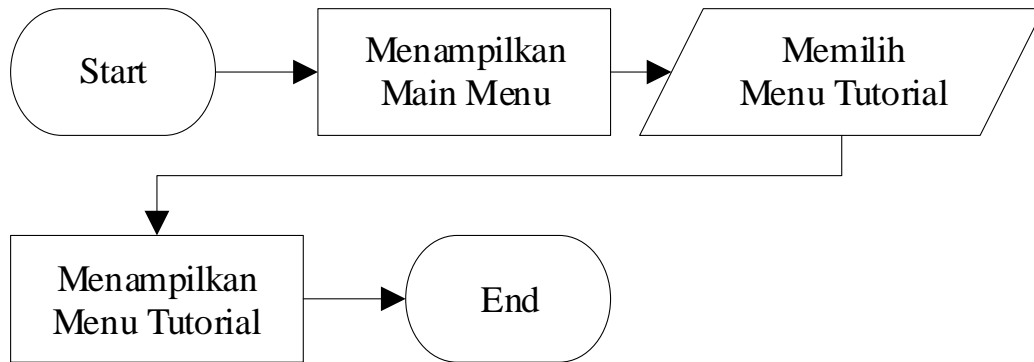 Start
Menampilkan
Main Menu
Memilih
Menu Tutorial
Menampilkan
Menu Tutorial
End